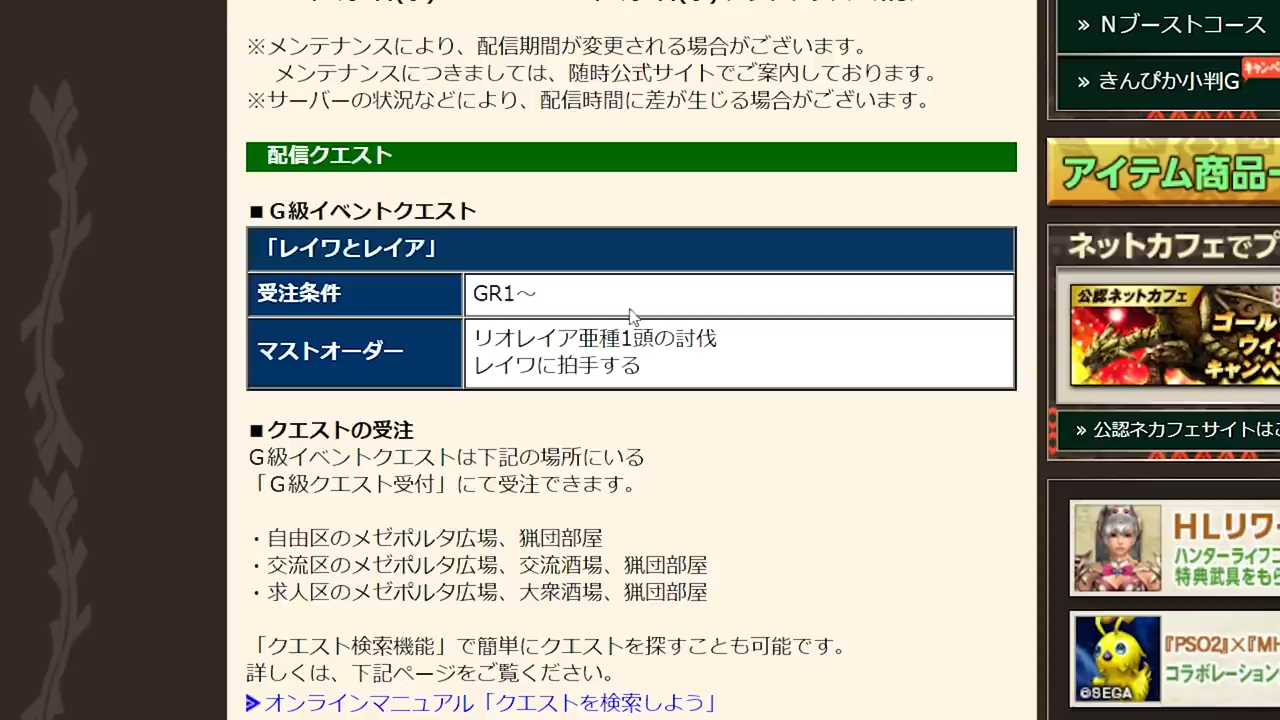 ※メンテナンスにより、配信期間が変更される場合がございます。
メンテナンスにつきましては、随時公式サイトでご案内しております。
※サーバーの状況などにより、配信時間に差が生じる場合がございます。
配信クエスト
■Ｇ級イベントクエスト
「レイワとレイア」
受注条件
GR1～
マストオーダー
リオレイア亜種1頭の討伐
レイワに拍手する
■クエストの受注
Ｇ級イベントクエストは下記の場所にいる
「Ｇ級クエスト受付」にて受注できます。
・自由区のメゼポルタ広場、猟団部屋
・交流区のメゼポルタ広場、交流酒場、猟団部屋
・求人区のメゼポルタ広場、大衆酒場、猟団部屋
「クエスト検索機能」で簡単にクエストを探すことも可能です。
詳しくは、下記ページをご覧ください。
オンラインマニュアル「クエストを検索しよう」
» Nブーストコース
» きんぴか小判G
キャンペ
アイテム商品一
ネットカフェでプ
公認ネットカフェ
ゴール
ウィ
キャンペ
» 公認ネカフェサイトはこ
HLリワ
ハンターライフ
特典武具をもら
『PSO2』×『MH
コラボレーション
©SEGA